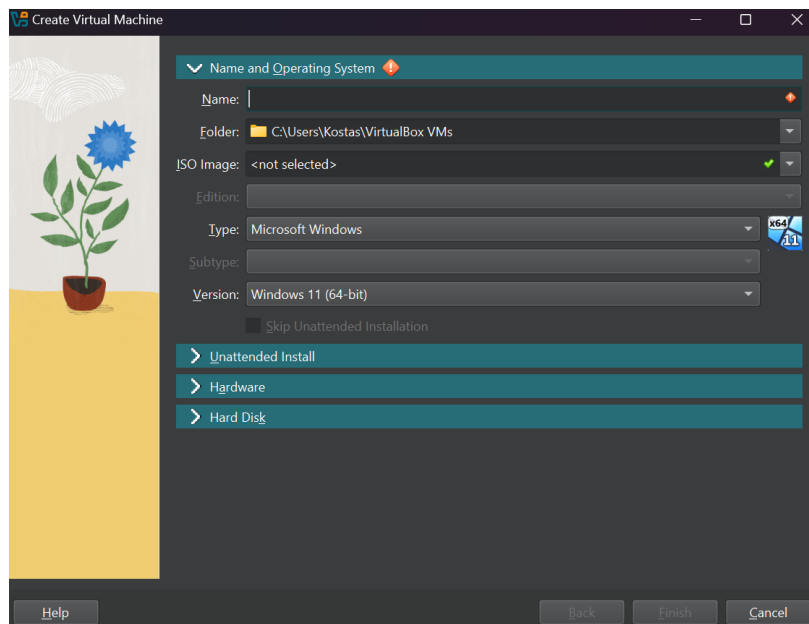 Create Virtual Machine
Name and Operating System
Name:
Folder: C:\Users\Kostas\VirtualBox VMs
ISO Image: <not selected>
Edition:
Type: Microsoft Windows
x64
11
Subtype:
Version: Windows 11 (64-bit)
Skip Unattended Installation
Unattended Install
Hardware
Hard Disk
Help Back Finish Cancel